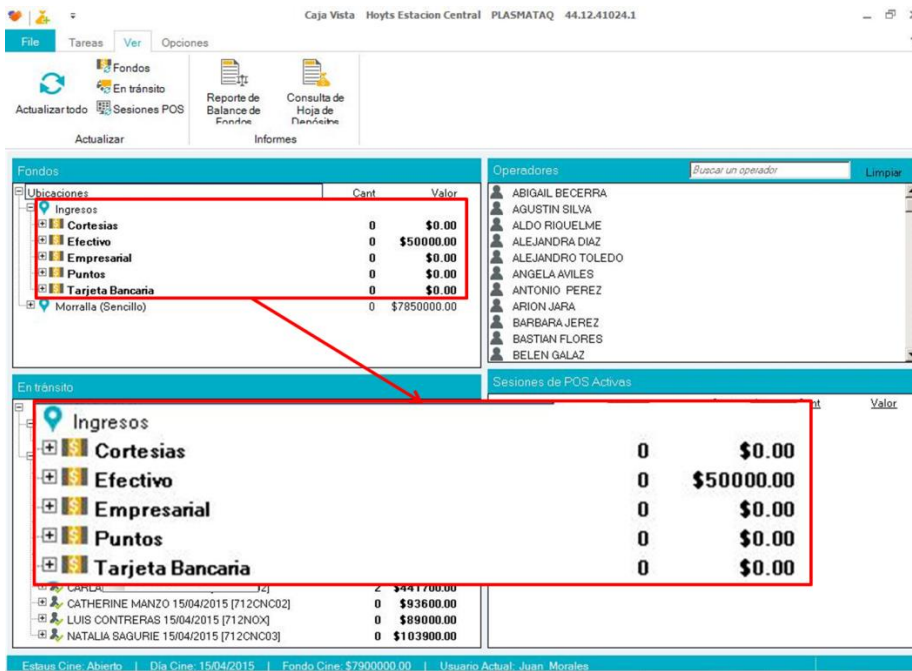 Caja Vista Hoyts Estacion Central PLASMATAQ 44.12.41024.1
File Tareas Ver Opciones
Actualizar todo
Fondos
En tránsito
Sesiones POS
Reporte de Balance de Fondos
Consulta de Hoja de Depósitos
Actualizar Informes
Fondos
Ubicaciones Cant Valor
Ingresos
Cortesias 0 $0.00
Efectivo 0 $50000.00
Empresarial 0 $0.00
Puntos 0 $0.00
Tarjeta Bancaria 0 $0.00
Morralla (Sencillo) 0 $7850000.00
Operadores Buscar un operador Limpiar
ABIGAIL BECERRA
AGUSTIN SILVA
ALDO RIQUELME
ALEJANDRA DIAZ
ALEJANDRO TOLEDO
ANGELA AVILES
ANTONIO PEREZ
ARION JARA
BARBARA JEREZ
BASTIAN FLORES
BELEN GALAZ
En tránsito
Sesiones de POS Activas
Valor
Ingresos
Cortesias 0 $0.00
Efectivo 0 $50000.00
Empresarial 0 $0.00
Puntos 0 $0.00
Tarjeta Bancaria 0 $0.00
2 $441700.00
CATHERINE MANZO 15/04/2015 [712CNC02] 0 $93600.00
LUIS CONTRERAS 15/04/2015 [712NOX] 0 $89000.00
NATALIA SAGURIE 15/04/2015 [712CNC03] 0 $103900.00
Estaus Cine: Abierto | Día Cine: 15/04/2015 | Fondo Cine: $7900000.00 | Usuario Actual: Juan Morales